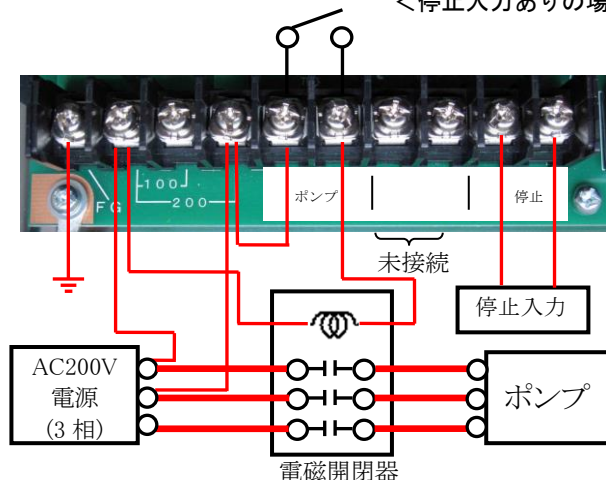 <停止入力ありの場
FG
100
200
ポンプ
停止
未接続
停止入力
AC200V
電源
(3 相)
ポンプ
電磁開閉器